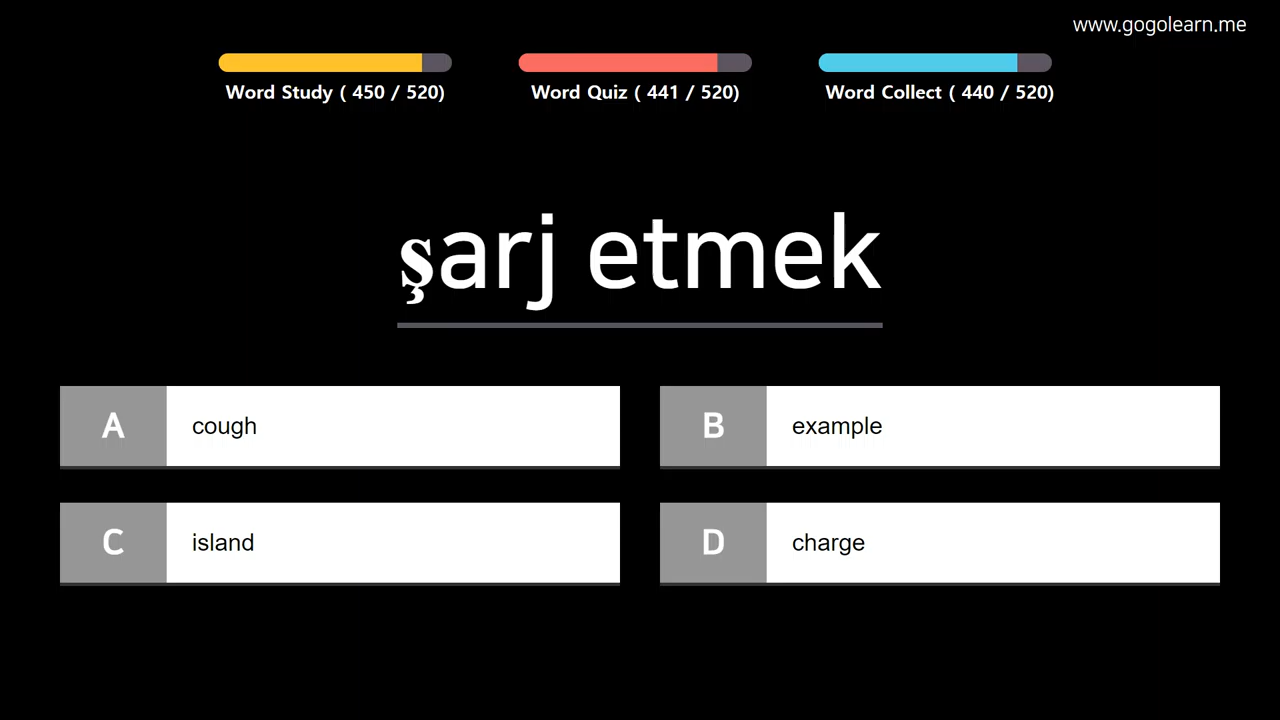 www.gogolearn.me
Word Study ( 450 / 520)
Word Quiz ( 441 / 520)
Word Collect ( 440 / 520)
şarj etmek
A cough
B example
C island
D charge